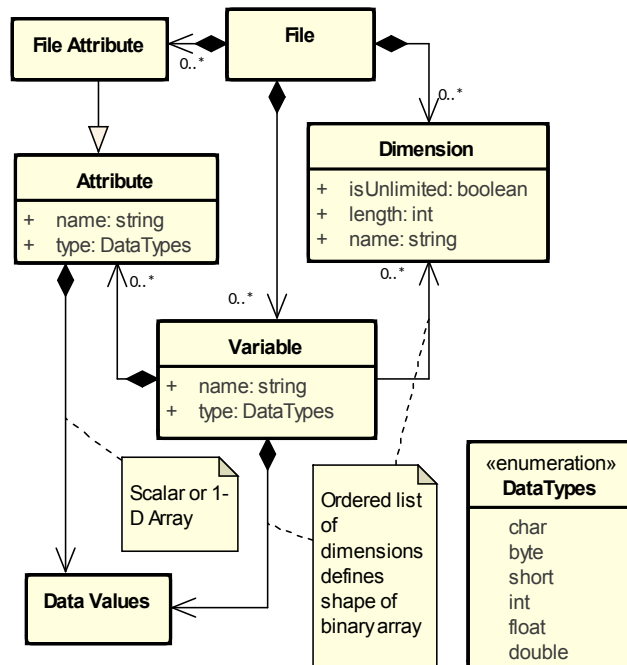 File Attribute
File
0..*
0..*
Dimension
+ isUnlimited: boolean
+ length: int
+ name: string
Attribute
+ name: string
+ type: DataTypes
0..*
0..*
0..*
Variable
+ name: string
+ type: DataTypes
Scalar or 1-
D Array
Ordered list
of
dimensions
defines
shape of
binary array
«enumeration»
DataTypes
char
byte
short
int
float
double
Data Values